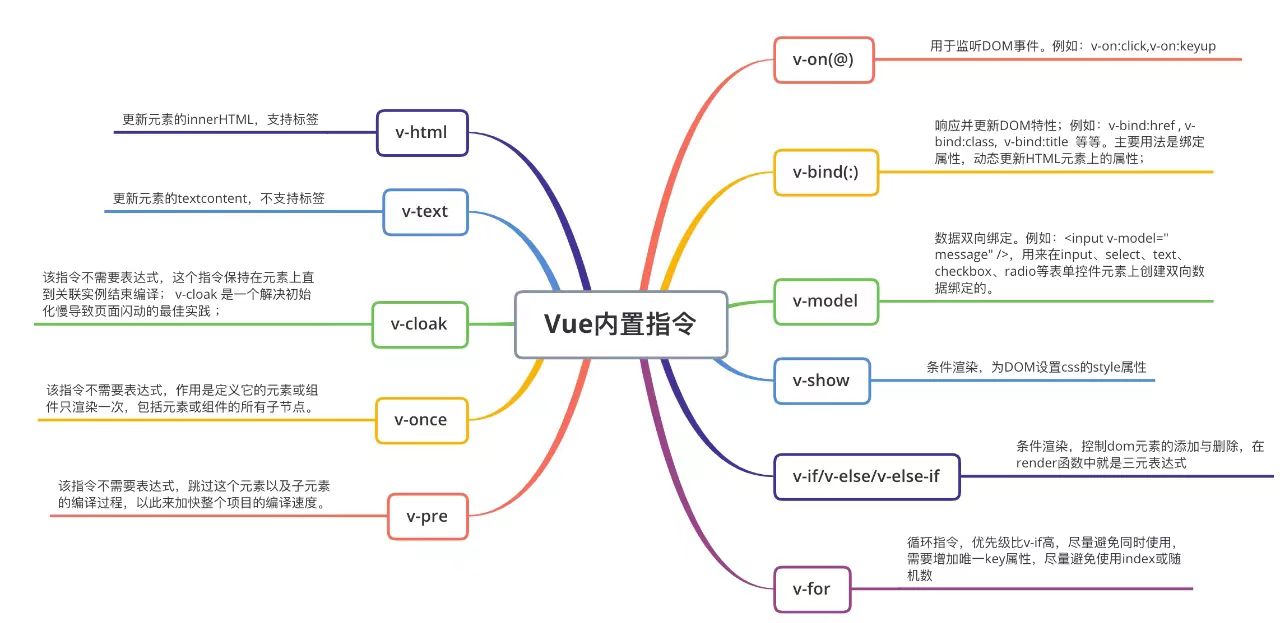 Vue内置指令
v-on(@)
用于监听DOM事件。例如：v-on:click,v-on:keyup
v-bind(:)
响应并更新DOM特性；例如：v-bind:href , v-
bind:class, v-bind:title 等等。主要用法是绑定
属性，动态更新HTML元素上的属性；
v-model
数据双向绑定。例如：<input v-model="
message" />，用来在input、select、text、
checkbox、radio等表单控件元素上创建双向数
据绑定的。
v-show
条件渲染，为DOM设置css的style属性
v-if/v-else/v-else-if
条件渲染，控制dom元素的添加与删除，在
render函数中就是三元表达式
v-for
循环指令，优先级比v-if高，尽量避免同时使用，
需要增加唯一key属性，尽量避免使用index或随
机数
v-html
更新元素的innerHTML，支持标签
v-text
更新元素的textcontent，不支持标签
v-cloak
该指令不需要表达式，这个指令保持在元素上直
到关联实例结束编译； v-cloak 是一个解决初始
化慢导致页面闪动的最佳实践 ;
v-once
该指令不需要表达式，作用是定义它的元素或组
件只渲染一次，包括元素或组件的所有子节点。
v-pre
该指令不需要表达式，跳过这个元素以及子元素
的编译过程，以此来加快整个项目的编译速度。